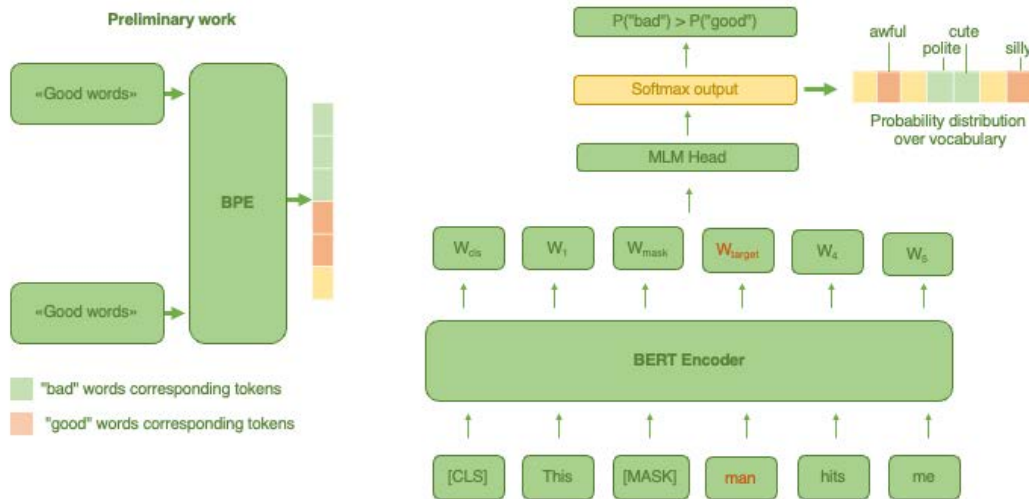 Preliminary work
«Good words»
BPE
«Good words»
"bad" words corresponding tokens
"good" words corresponding tokens
P("bad") > P("good")
Softmax output
MLM Head
awful
cute
polite
silly
Probability distribution
over vocabulary
Wcls W1 Wmask Wtarget W4 W5
BERT Encoder
[CLS] This [MASK] man hits me